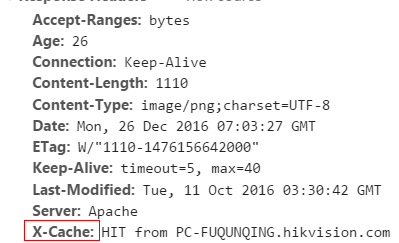 Accept-Ranges: bytes
Age: 26
Connection: Keep-Alive
Content-Length: 1110
Content-Type: image/png;charset=UTF-8
Date: Mon, 26 Dec 2016 07:03:27 GMT
ETag: W/"1110-1476156642000"
Keep-Alive: timeout=5, max=40
Last-Modified: Tue, 11 Oct 2016 03:30:42 GMT
Server: Apache
X-Cache: HIT from PC-FUQUNQING.hikvision.com